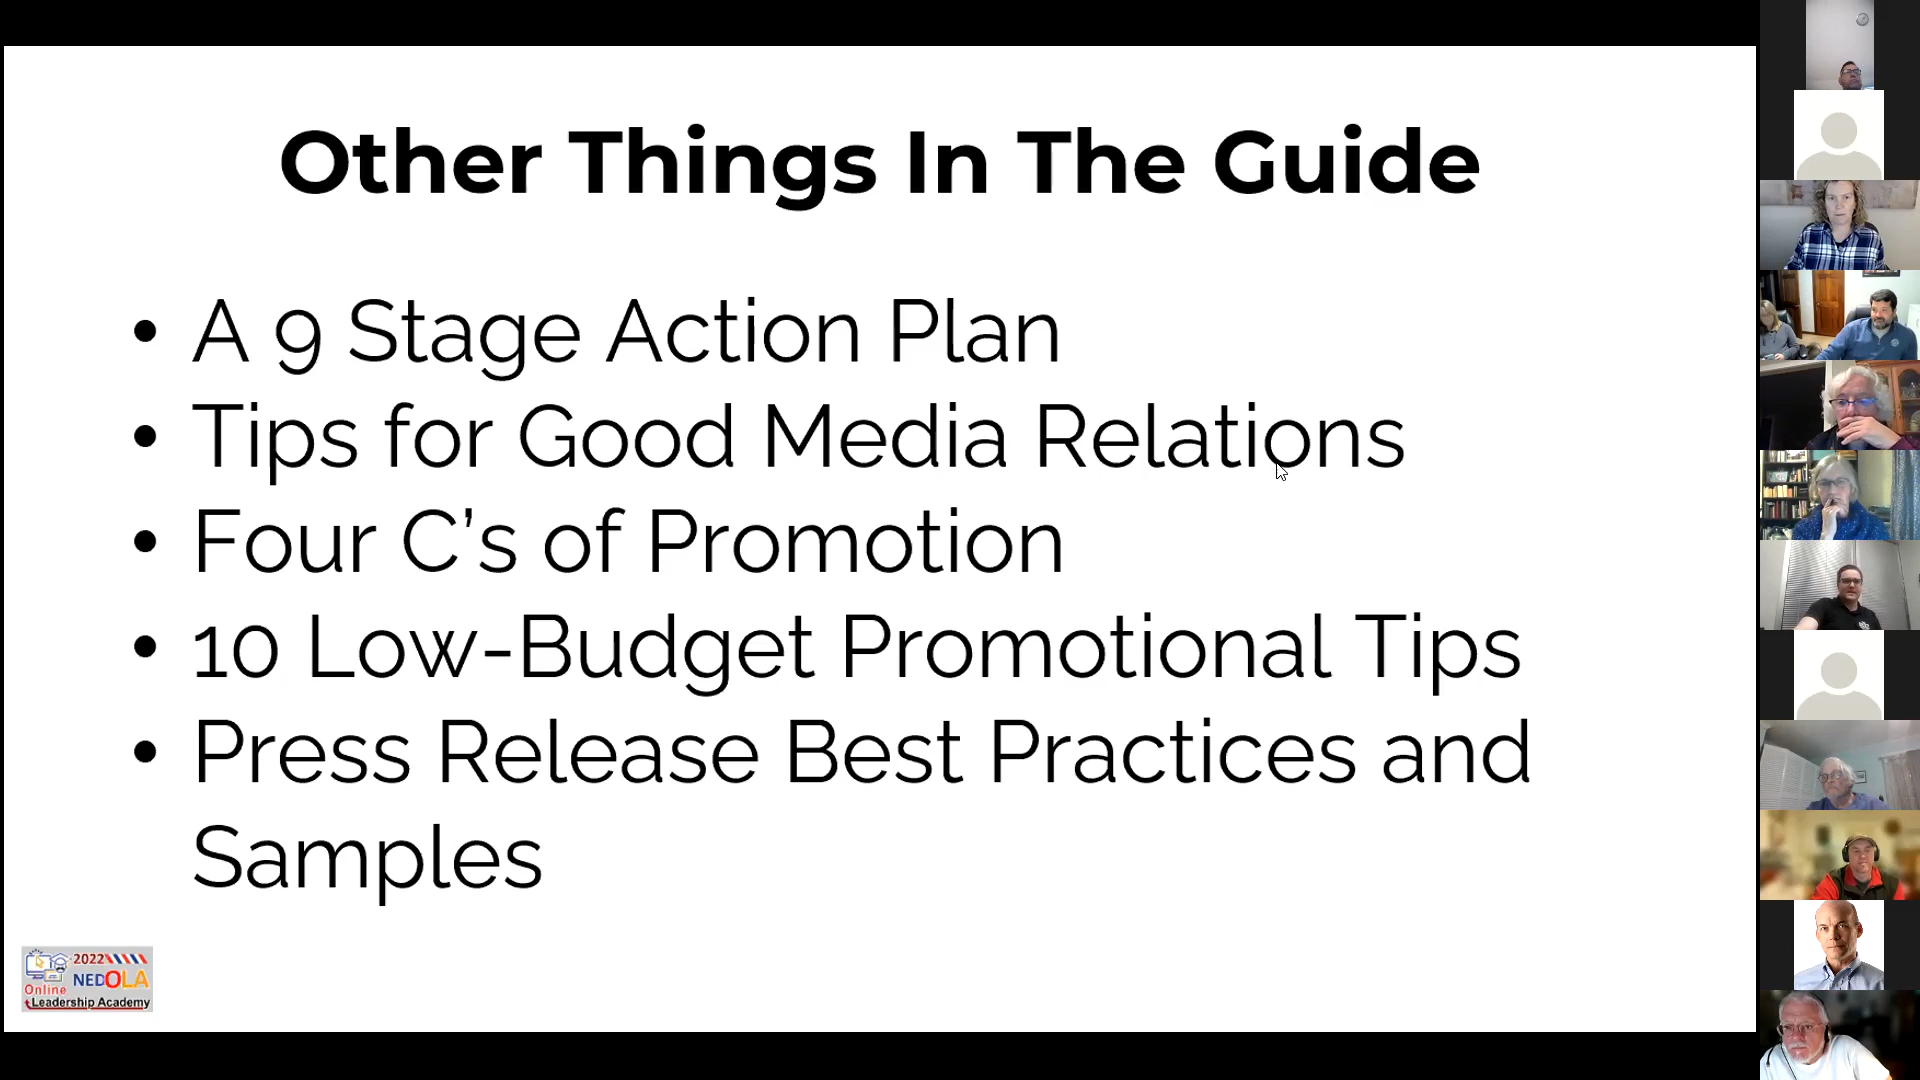 Other Things In The Guide
• A 9 Stage Action Plan
• Tips for Good Media Relations
• Four C’s of Promotion
• 10 Low-Budget Promotional Tips
• Press Release Best Practices and
Samples
2022
NEDOLA
Online
Leadership Academy